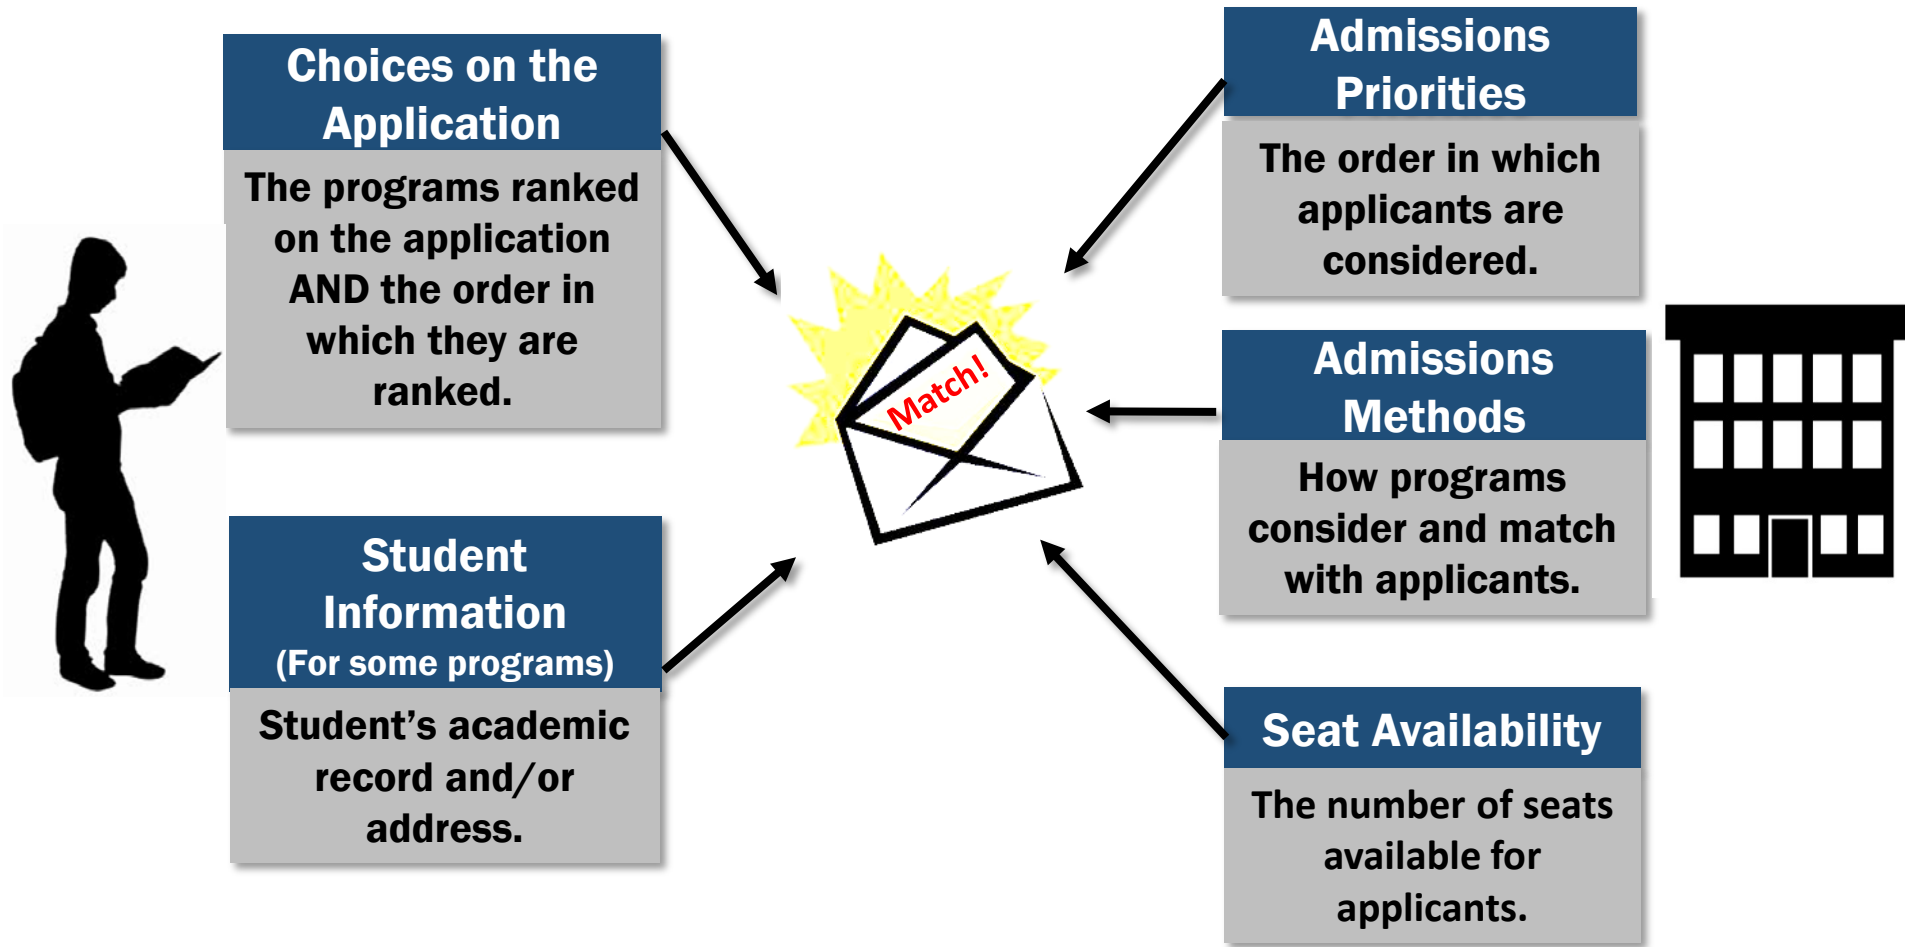 Choices on the
Application
The programs ranked
on the application
AND the order in
which they are
ranked.
Student
Information
(For some programs)
Student’s academic
record and/or
address.
Match!
Admissions
Priorities
The order in which
applicants are
considered.
Admissions
Methods
How programs
consider and match
with applicants.
Seat Availability
The number of seats
available for
applicants.